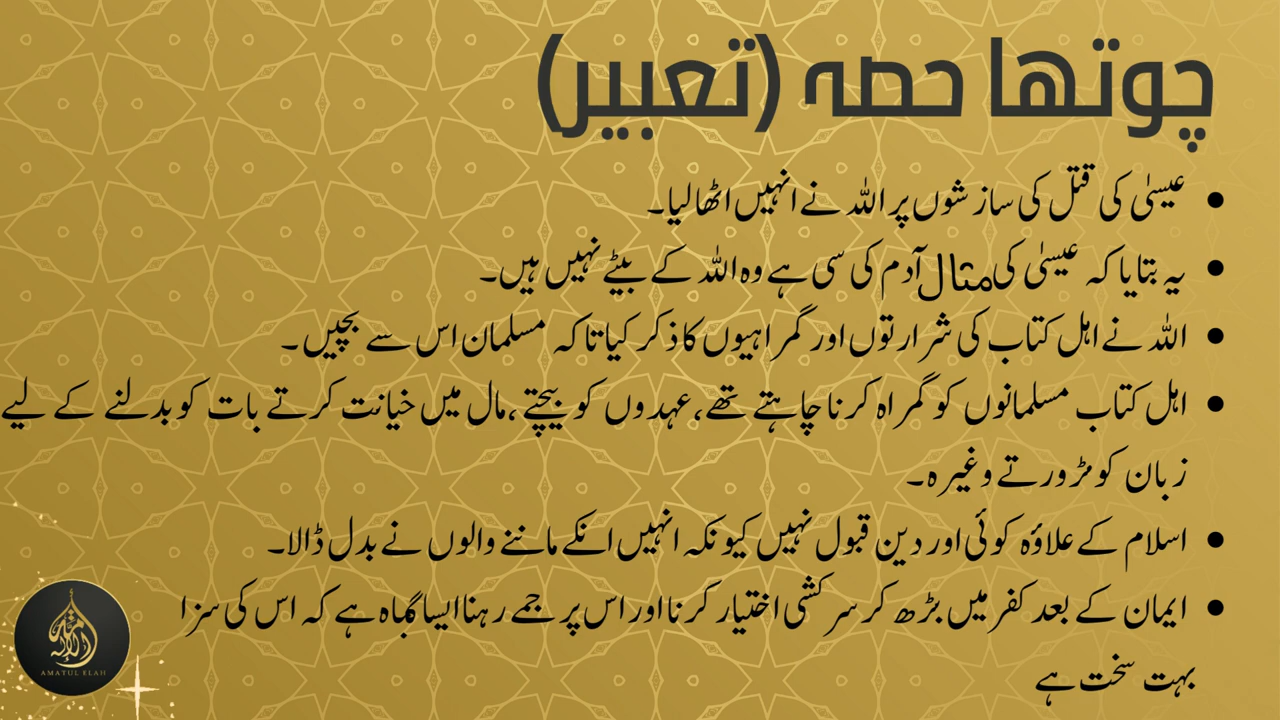 چوتھا حصہ (تعبیر)
• عیسیٰ کی قتل کی سازشوں پر اللہ نے انہیں اٹھا لیا۔
• یہ بتایا کہ عیسیٰ کی مثال آدم کی سی ہے وہ اللہ کے بیٹے نہیں ہیں۔
• اللہ نے اہل کتاب کی شرارتوں اور گمراہیوں کا ذکر کیا تاکہ مسلمان اس سے بچیں۔
• اہل کتاب مسلمانوں کو گمراہ کرنا چاہتے تھے، عہدوں کو بیچتے، مال میں خیانت کرتے بات کو بدلنے کے لیے
زبان کو مڑورتے وغیرہ۔
• اسلام کے علاؤہ کوئی اور دین قبول نہیں کیونکہ انہیں انکے ماننے والوں نے بدل ڈالا۔
• ایمان کے بعد کفر میں بڑھ کر سرکشی اختیار کرنا اور اس پر جمے رہنا ایسا گناہ ہے کہ اس کی سزا
بہت سخت ہے
AMATUL ELAH